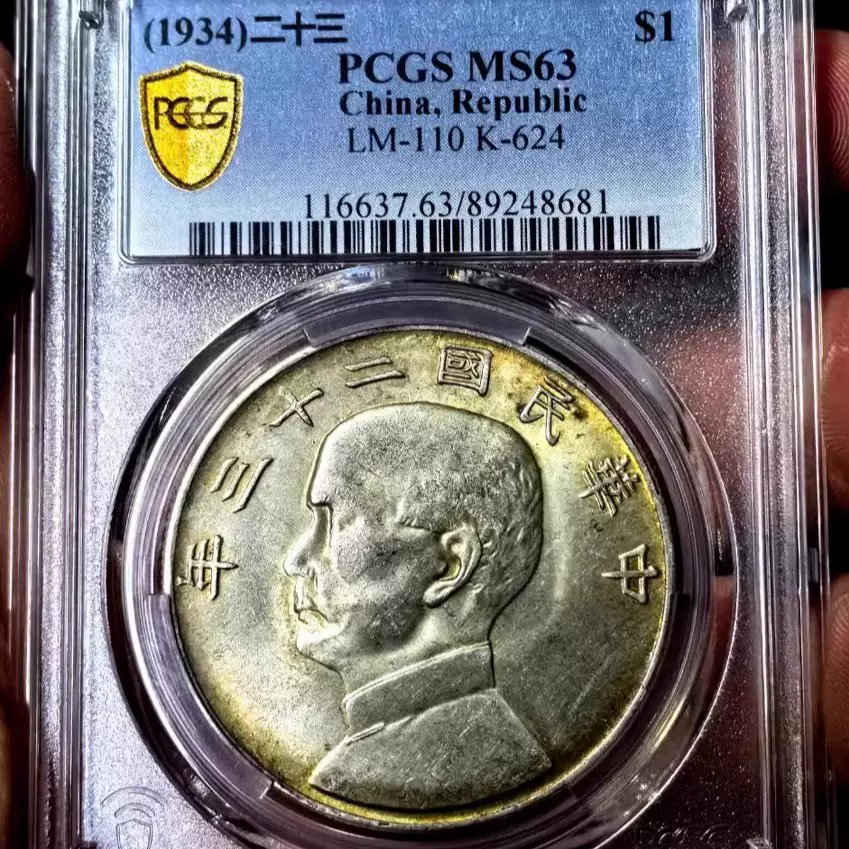 (1934)二十三 $1
PCGS MS63
China, Republic
LM-110 K-624
116637.63/89248681
PCGS
年三十二國民華中
PCGS